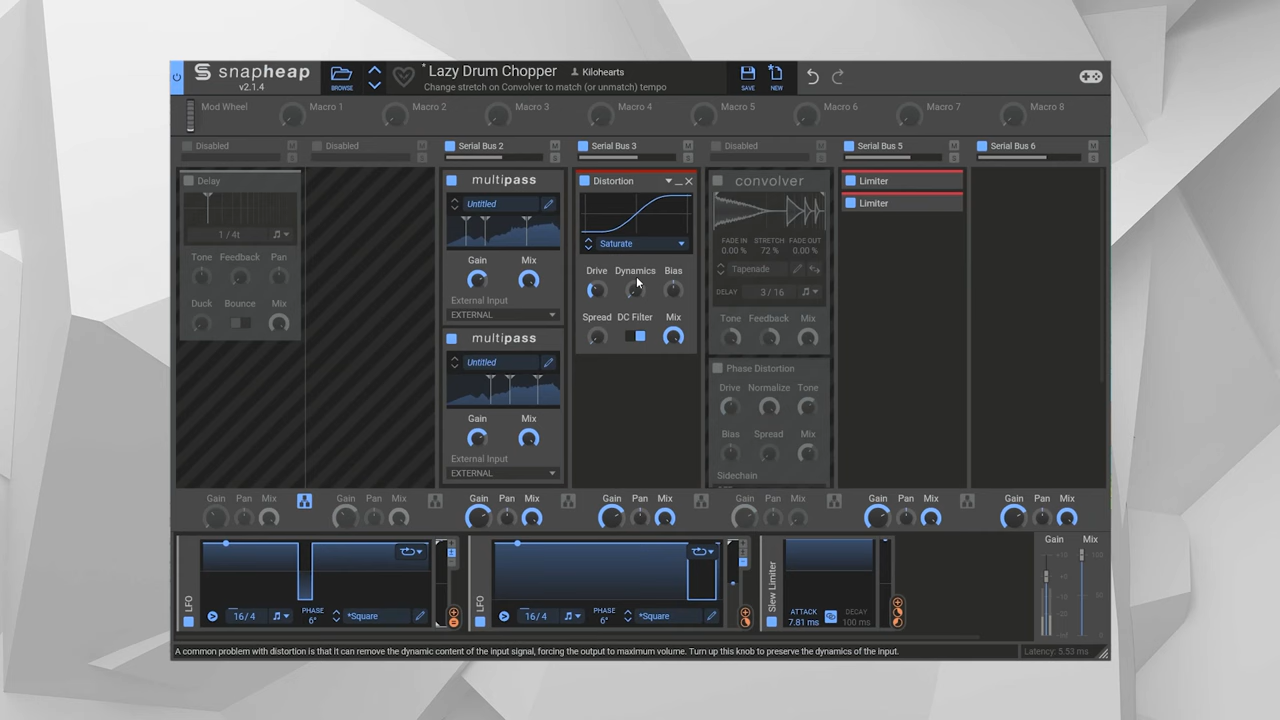 snapheap
v2.1.4
BROWSE
* Lazy Drum Chopper
Kilohearts
Change stretch on Convolver to match (or unmatch) tempo
SAVE
NEW
Mod Wheel
Macro 1
Macro 2
Macro 3
Macro 4
Macro 5
Macro 6
Macro 7
Macro 8
Disabled
M
S
Disabled
M
S
Serial Bus 2
M
S
Serial Bus 3
M
S
Disabled
M
S
Serial Bus 5
M
S
Serial Bus 6
M
S
Delay
1 / 4t
Tone Feedback Pan
Duck Bounce Mix
multipass
Untitled
Gain Mix
External Input
EXTERNAL
multipass
Untitled
Gain Mix
External Input
EXTERNAL
Distortion
Saturate
Drive Dynamics Bias
Spread DC Filter Mix
convolver
FADE IN STRETCH FADE OUT
0.00 % 72 % 0.00 %
Tapenade
DELAY 3 / 16
Tone Feedback Mix
Phase Distortion
Drive Normalize Tone
Bias Spread Mix
Sidechain
Limiter
Limiter
Gain Pan Mix
Gain Pan Mix
Gain Pan Mix
Gain Pan Mix
Gain Pan Mix
Gain Pan Mix
Gain Pan Mix
LFO
16/4
PHASE
6°
*Square
LFO
16/4
PHASE
6°
*Square
Slew Limiter
ATTACK
7.81 ms
DECAY
100 ms
Gain Mix
A common problem with distortion is that it can remove the dynamic content of the input signal, forcing the output to maximum volume. Turn up this knob to preserve the dynamics of the input.
Latency: 5.53 ms